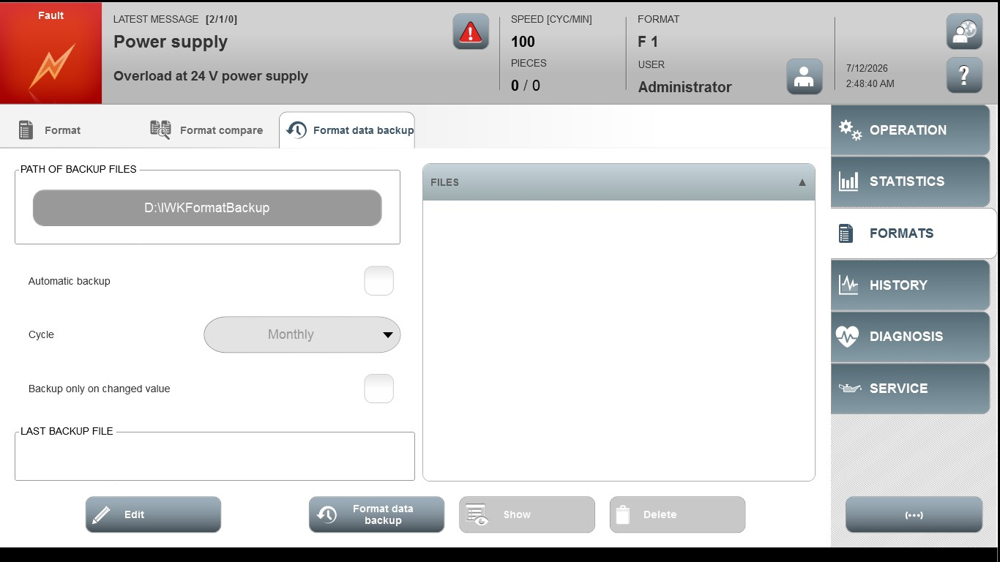 Fault
LATEST MESSAGE [2/1/0]
Power supply
Overload at 24 V power supply
SPEED [CYC/MIN]
100
PIECES
0 / 0
FORMAT
F 1
USER
Administrator
7/12/2026
2:48:40 AM
?
Format
Format compare
Format data backup
PATH OF BACKUP FILES
D:\IWKFormatBackup
Automatic backup
Cycle
Monthly
Backup only on changed value
LAST BACKUP FILE
FILES
OPERATION
STATISTICS
FORMATS
HISTORY
DIAGNOSIS
SERVICE
Edit
Format data
backup
Show
Delete
(•••)